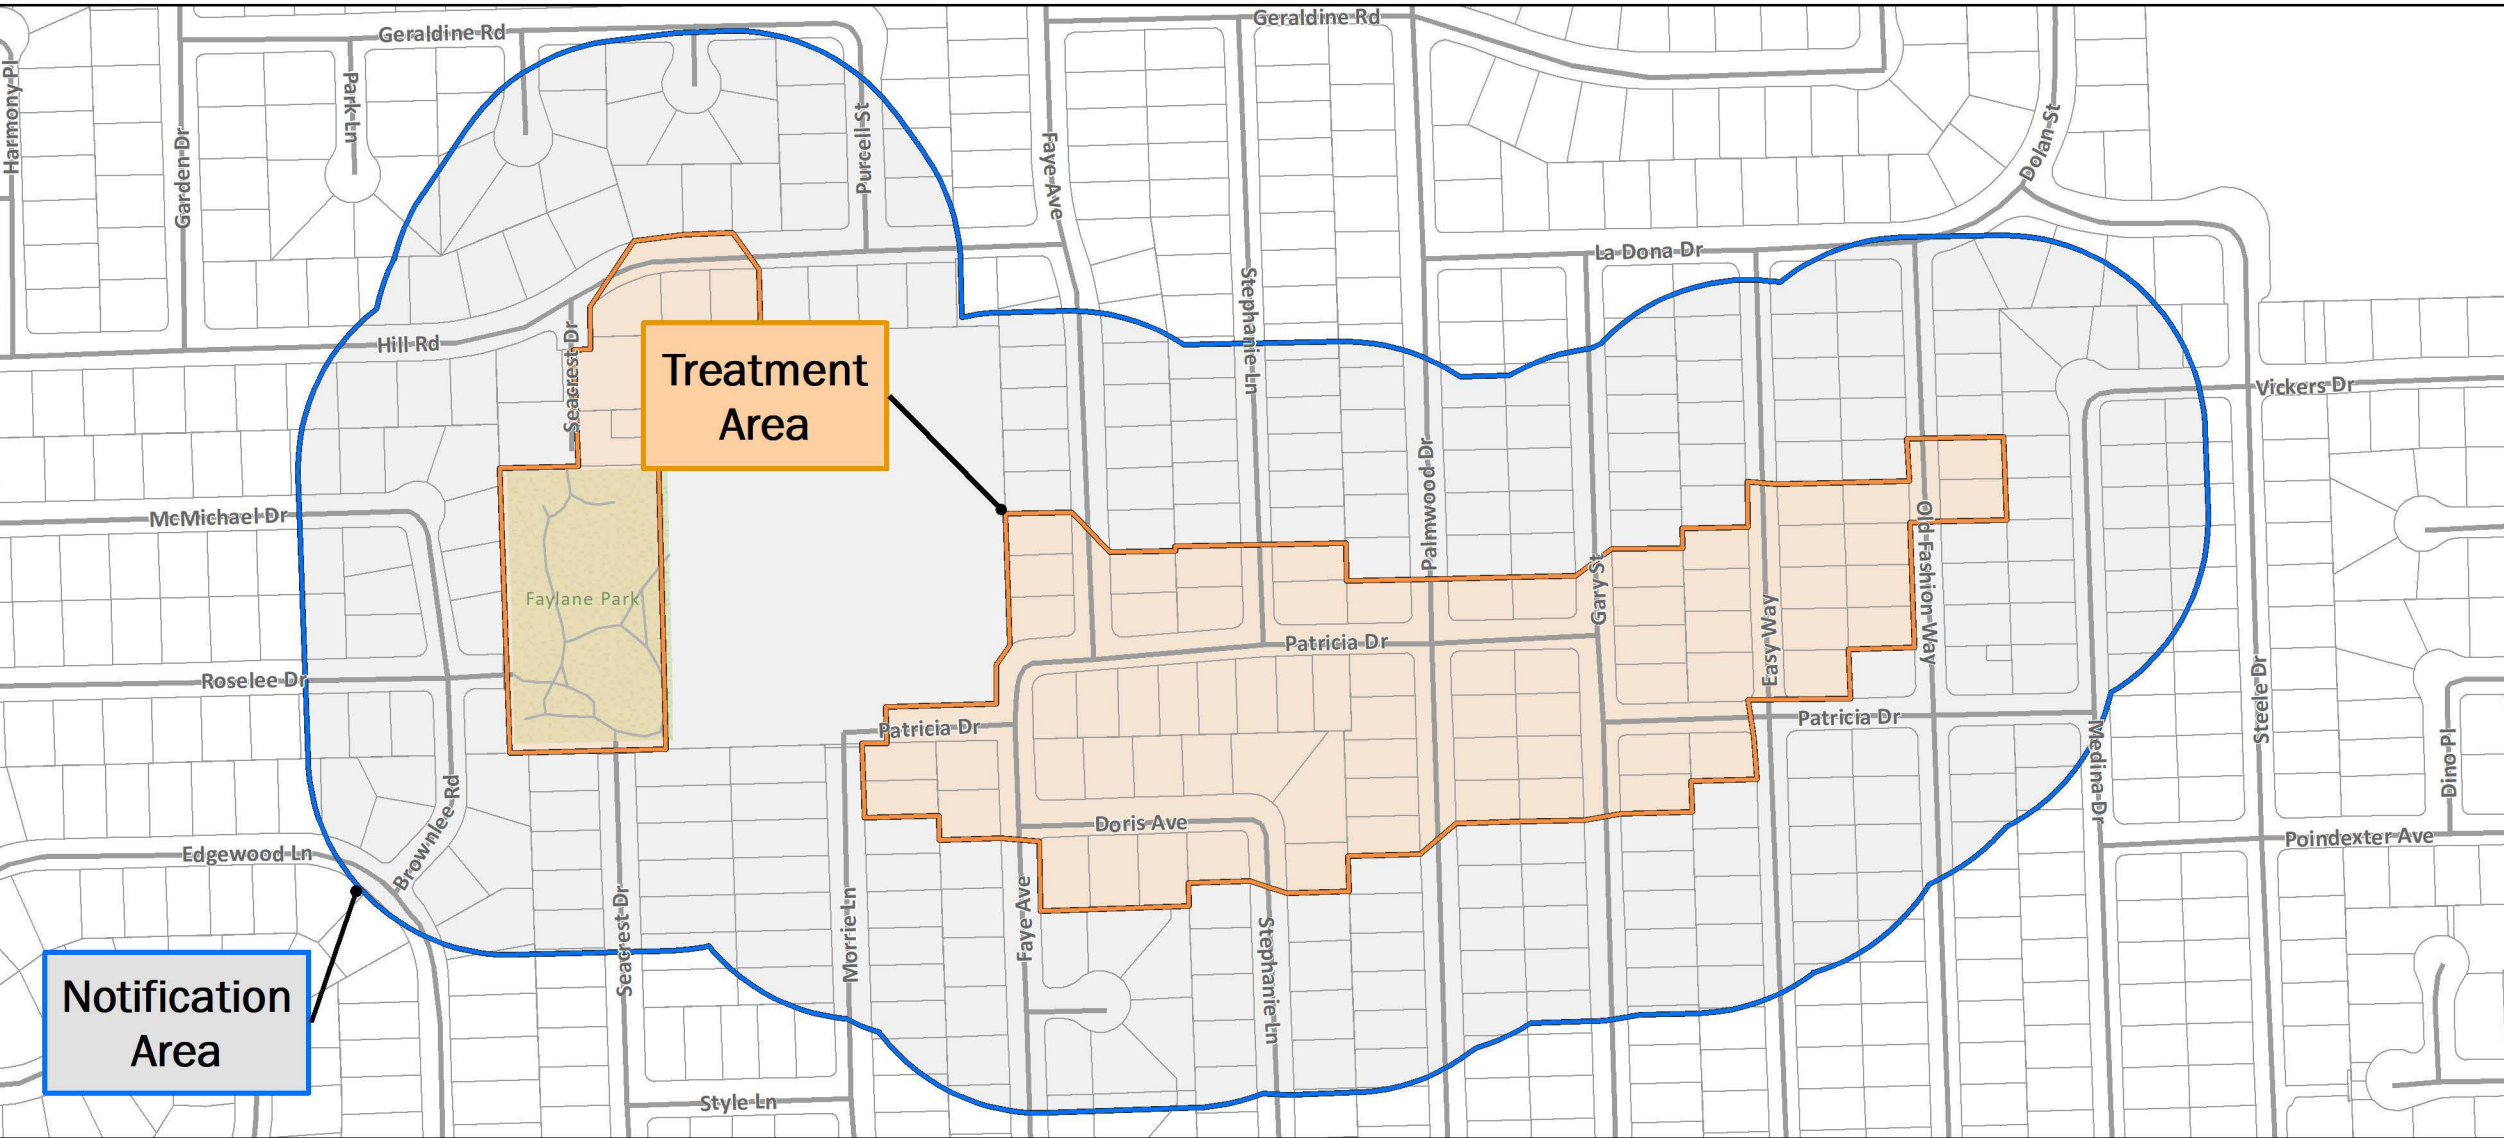 Geraldine Rd
Geraldine Rd
Harmony Pl
Park Ln
Garden Dr
Purcell St
Faye Ave
Dolan St
La Dona Dr
Stephanie Ln
Hill Rd
Seacrest Dr
Treatment
Area
Vickers Dr
Palmwood Dr
McMichael Dr
Old Fashion Way
Gary St
Faylane Park
Easy Way
Patricia Dr
Roselee Dr
Steele Dr
Patricia Dr
Patricia Dr
Medina Dr
Dino Pl
Brownlee Rd
Doris Ave
Poindexter Ave
Edgewood Ln
Seacrest Dr
Morrie Ln
Faye Ave
Stephanie Ln
Notification
Area
Style Ln